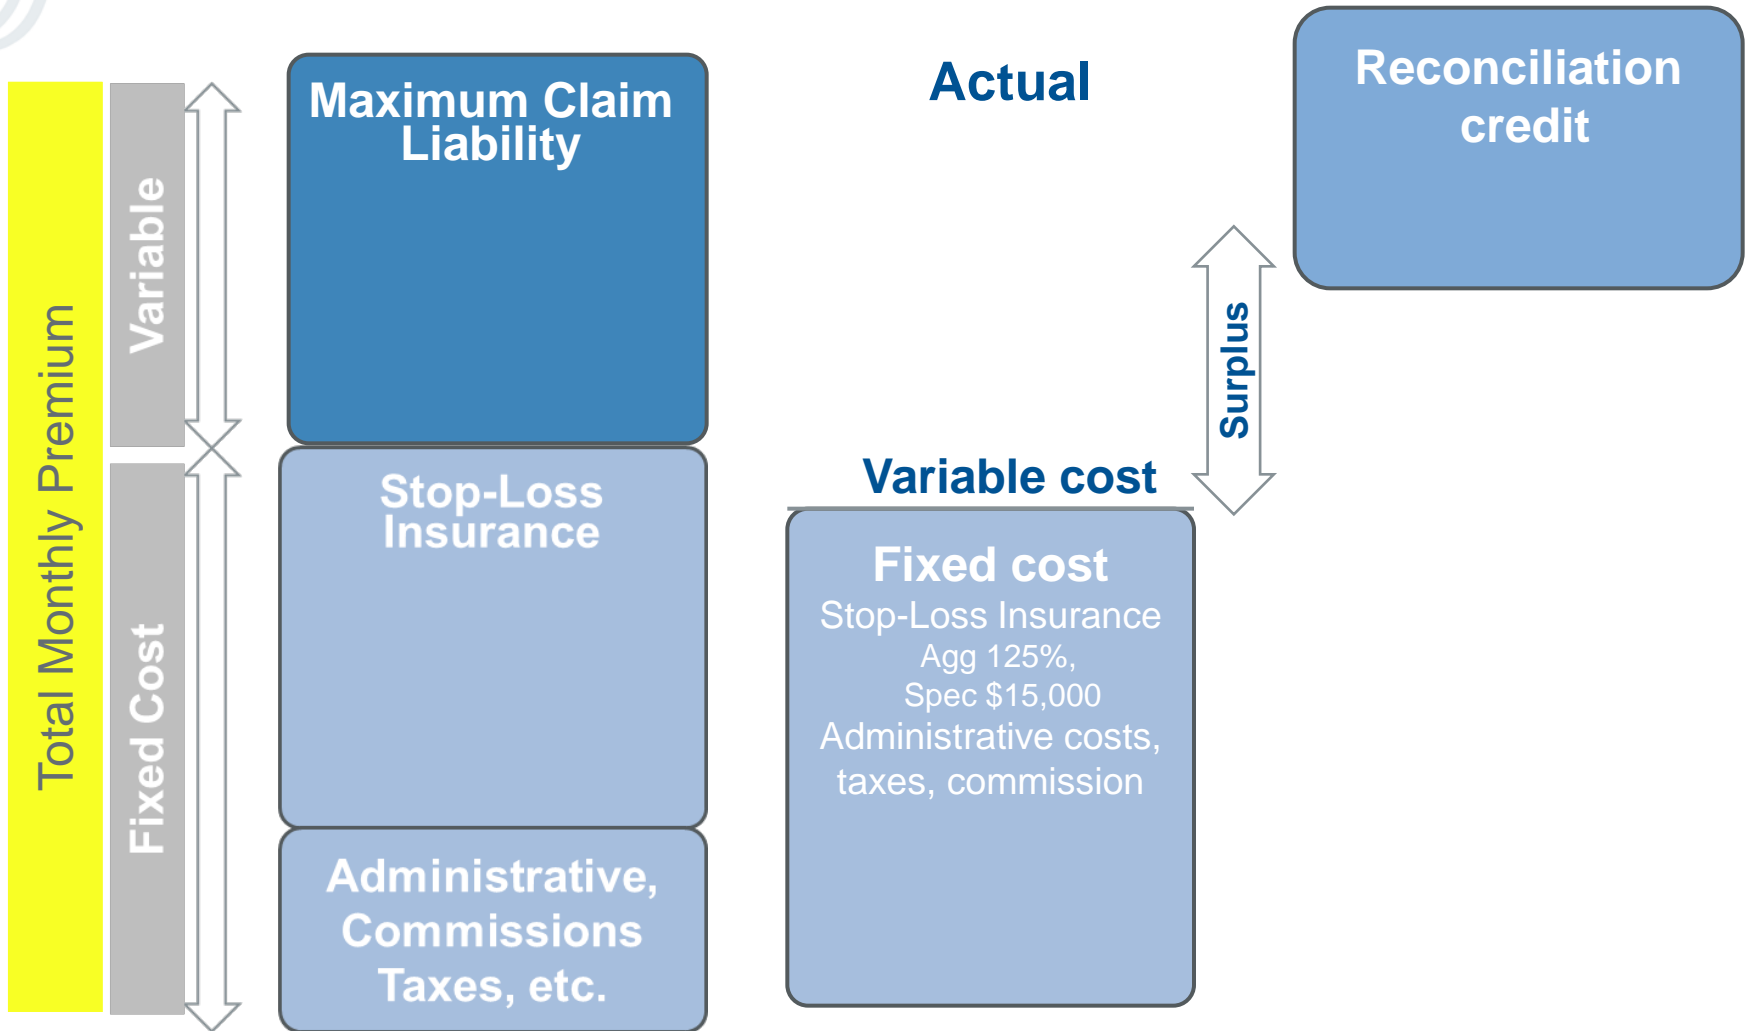 Total Monthly Premium
Variable
Fixed Cost
Maximum Claim
Liability
Stop-Loss
Insurance
Administrative,
Commissions
Taxes, etc.
Actual
Variable cost
Fixed cost
Stop-Loss Insurance
Agg 125%,
Spec $15,000
Administrative costs,
taxes, commission
Surplus
Reconciliation
credit